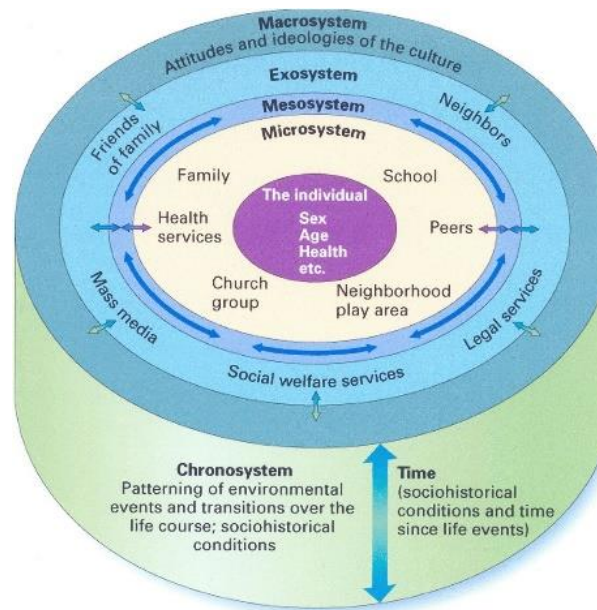 Macrosystem
Attitudes and ideologies of the culture
Exosystem
Mesosystem
Microsystem
Friends
of family
Neighbors
Family
School
The individual
Sex
Age
Health
etc.
Health
services
Peers
Church
group
Neighborhood
play area
Mass media
Legal services
Social welfare services
Chronosystem
Patterning of environmental
events and transitions over the
life course; sociohistorical
conditions
Time
(sociohistorical
conditions and time
since life events)